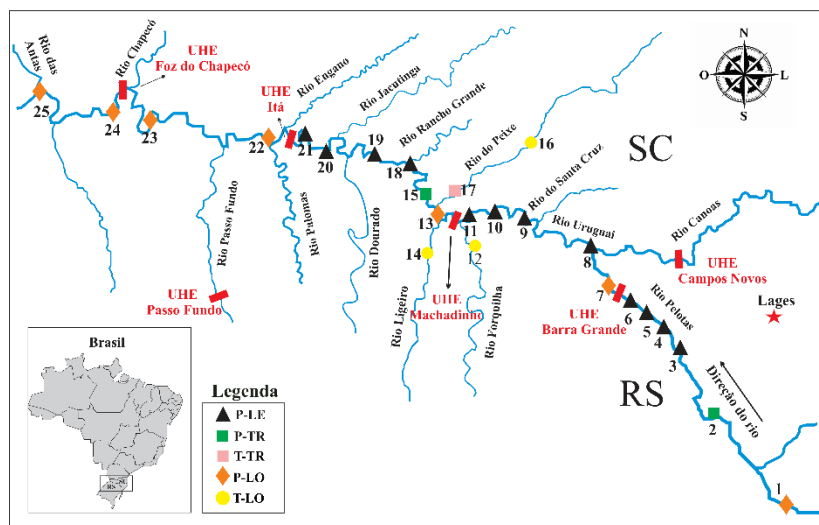 Rio das
Antas
Rio Chapecó
UHE
Foz do Chapecó
25
24
23
UHE
Itá
22
Rio Engano
21
20
Rio Jacutinga
19
18
Rio Rancho Grande
Rio do Peixe
16
SC
N
O
L
S
15
17
13
11
10
9
Rio do Santa Cruz
Rio Uruguai
8
Rio Canoas
UHE
Campos Novos
14
12
Rio Passo Fundo
UHE
Passo Fundo
Rio Dourado
Rio Ligeiro
UHE
Machadinho
7
UHE
Barra Grande
6
5
4
3
Rio Pelotas
Lages
RS
Direção do rio
2
1
Brasil
RS
Legenda
P-LE
P-TR
T-TR
P-LO
T-LO